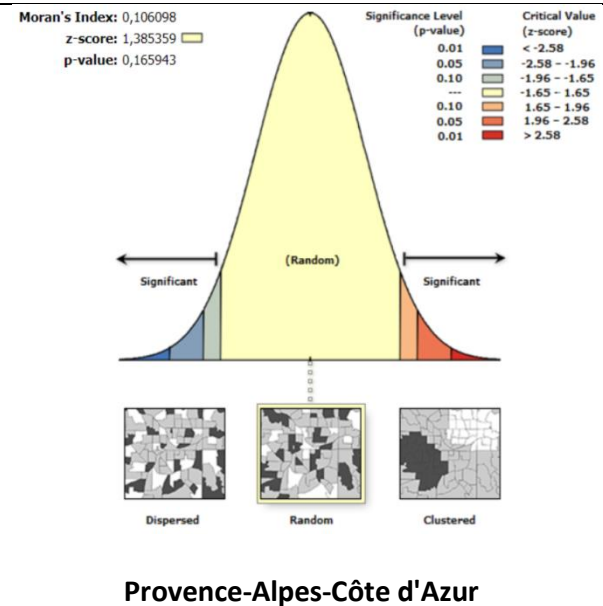 Moran's Index: 0,106098
z-score: 1,385359
p-value: 0,165943
Significance Level
(p-value)
Critical Value
(z-score)
0.01 < -2.58
0.05 -2.58 - -1.96
0.10 -1.96 - -1.65
--- -1.65 - 1.65
0.10 1.65 - 1.96
0.05 1.96 - 2.58
0.01 > 2.58
(Random)
Significant
Significant
Dispersed
Random
Clustered
Provence-Alpes-Côte d'Azur